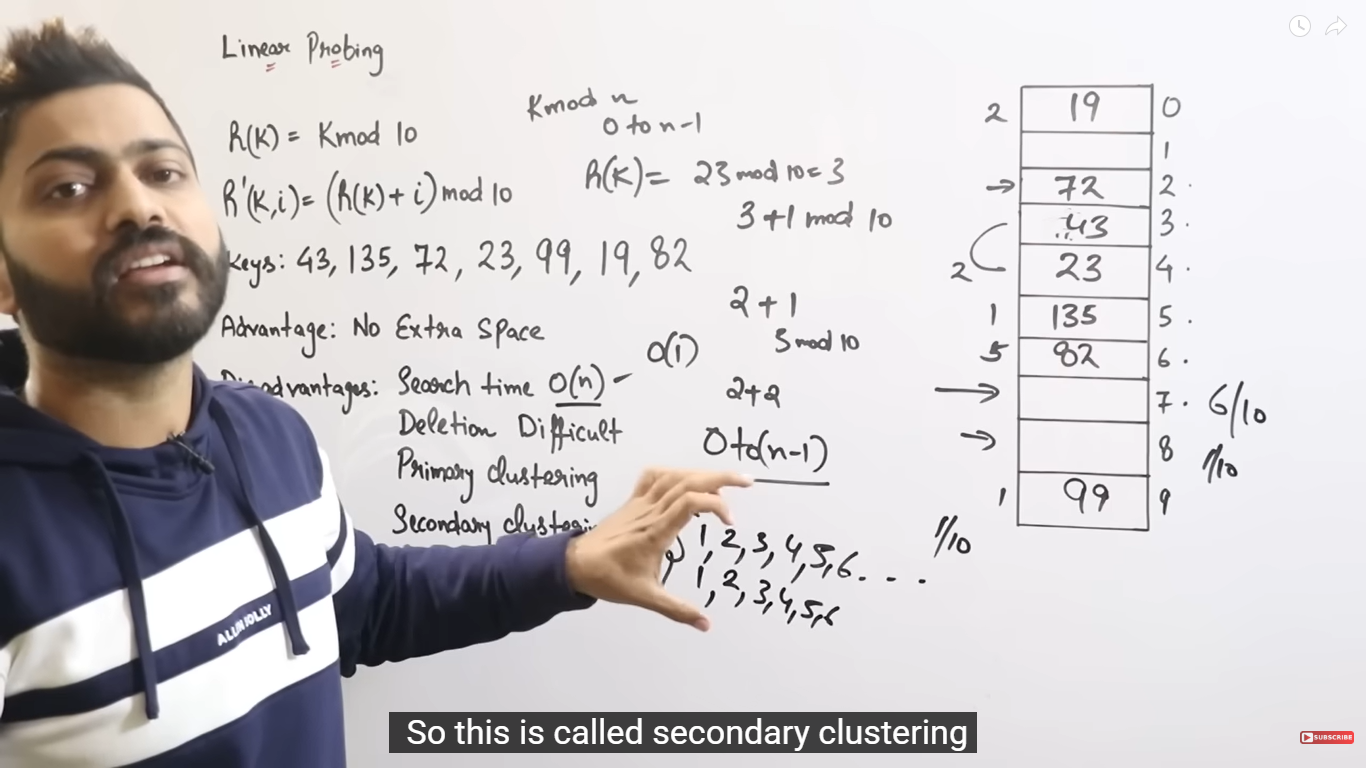 Linear Probing
h(K) = Kmod 10
h'(K,i) = (h(K)+i) mod 10
Keys: 43, 135, 72, 23, 99, 19, 82
Advantage: No Extra Space
advantages: Search time O(n) -
O(1)
Deletion Difficult
Primary clustering
Secondary clusteri
Kmod n
0 to n-1
h(K)= 23 mod 10 = 3
3+1 mod 10
2+1
3 mod 10
2+2
0 to(n-1)
1, 2, 3, 4, 5, 6 . . .
1, 2, 3, 4, 5, 6
1/10
2 19 0
1
→ 72 2 .
43 3 .
2 23 4 .
1 135 5 .
5 82 6 .
→ 7 . 6/10
→ 8 1/10
1 99 9
ALLEN JOLLY
So this is called secondary clustering
SUBSCRIBE